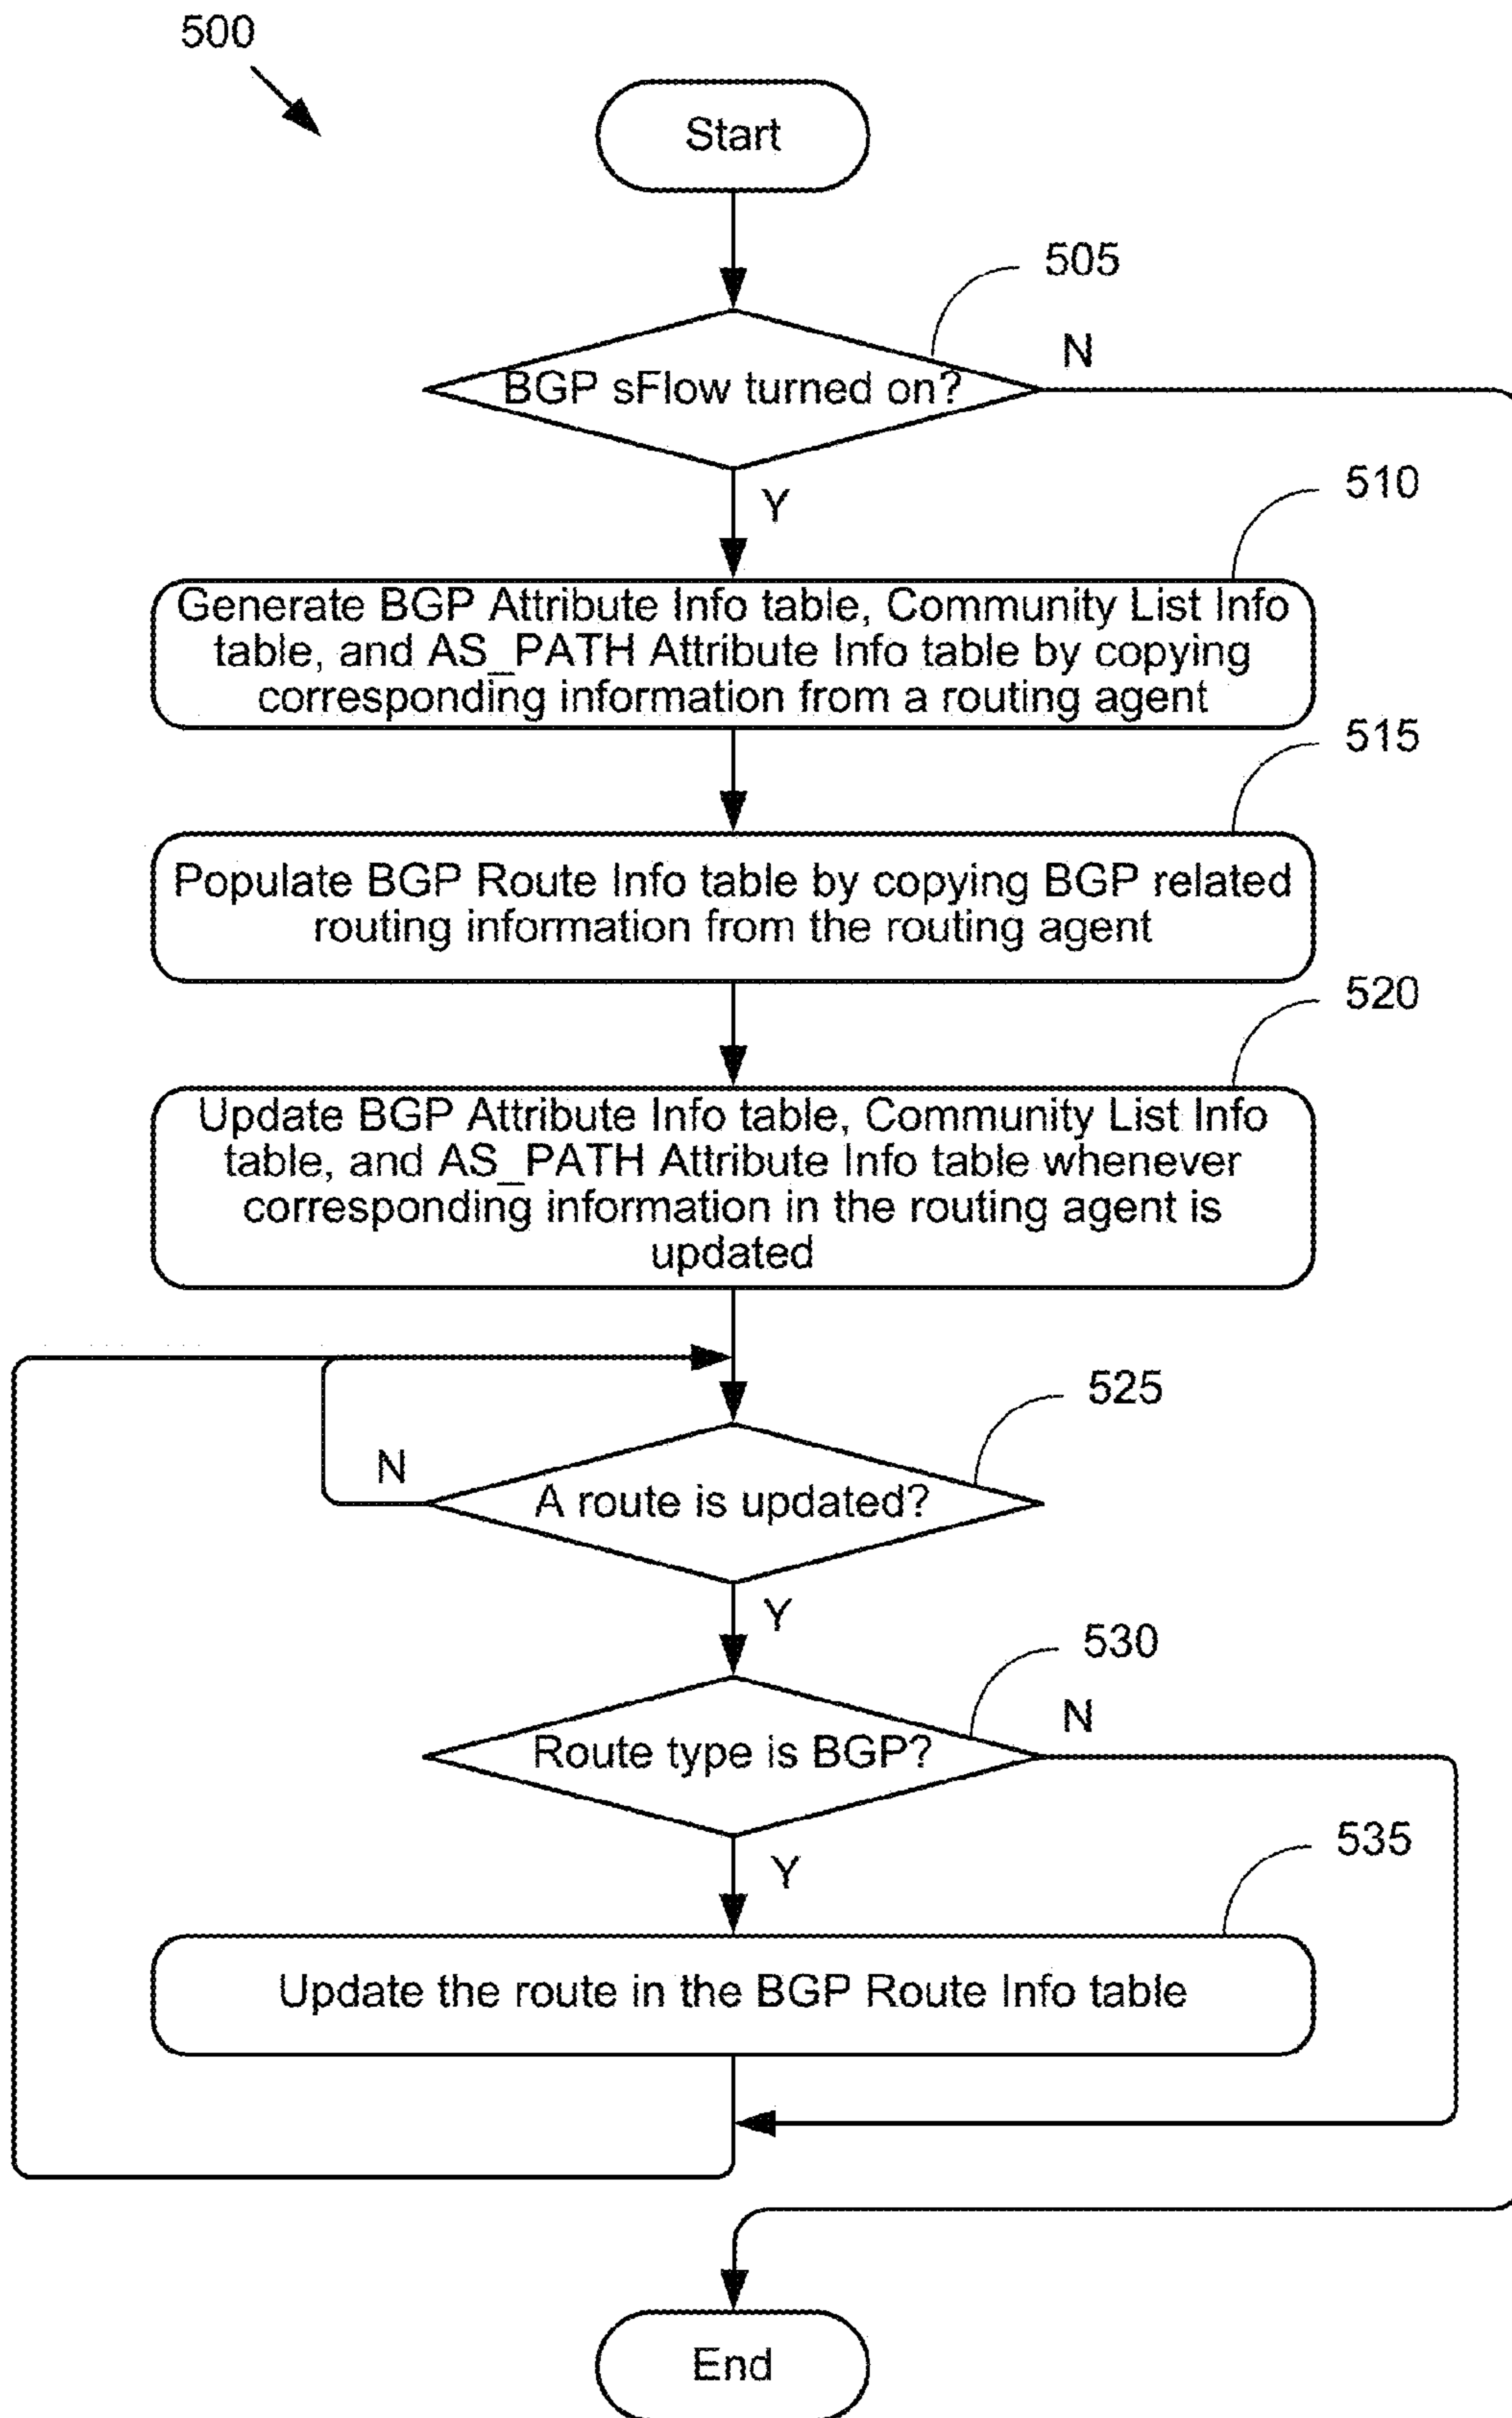 500
Start
505
BGP sFlow turned on?
N
Y
510
Generate BGP Attribute Info table, Community List Info
table, and AS_PATH Attribute Info table by copying
corresponding information from a routing agent
515
Populate BGP Route Info table by copying BGP related
routing information from the routing agent
520
Update BGP Attribute Info table, Community List Info
table, and AS_PATH Attribute Info table whenever
corresponding information in the routing agent is
updated
525
N
A route is updated?
Y
530
N
Route type is BGP?
535
Y
Update the route in the BGP Route Info table
End